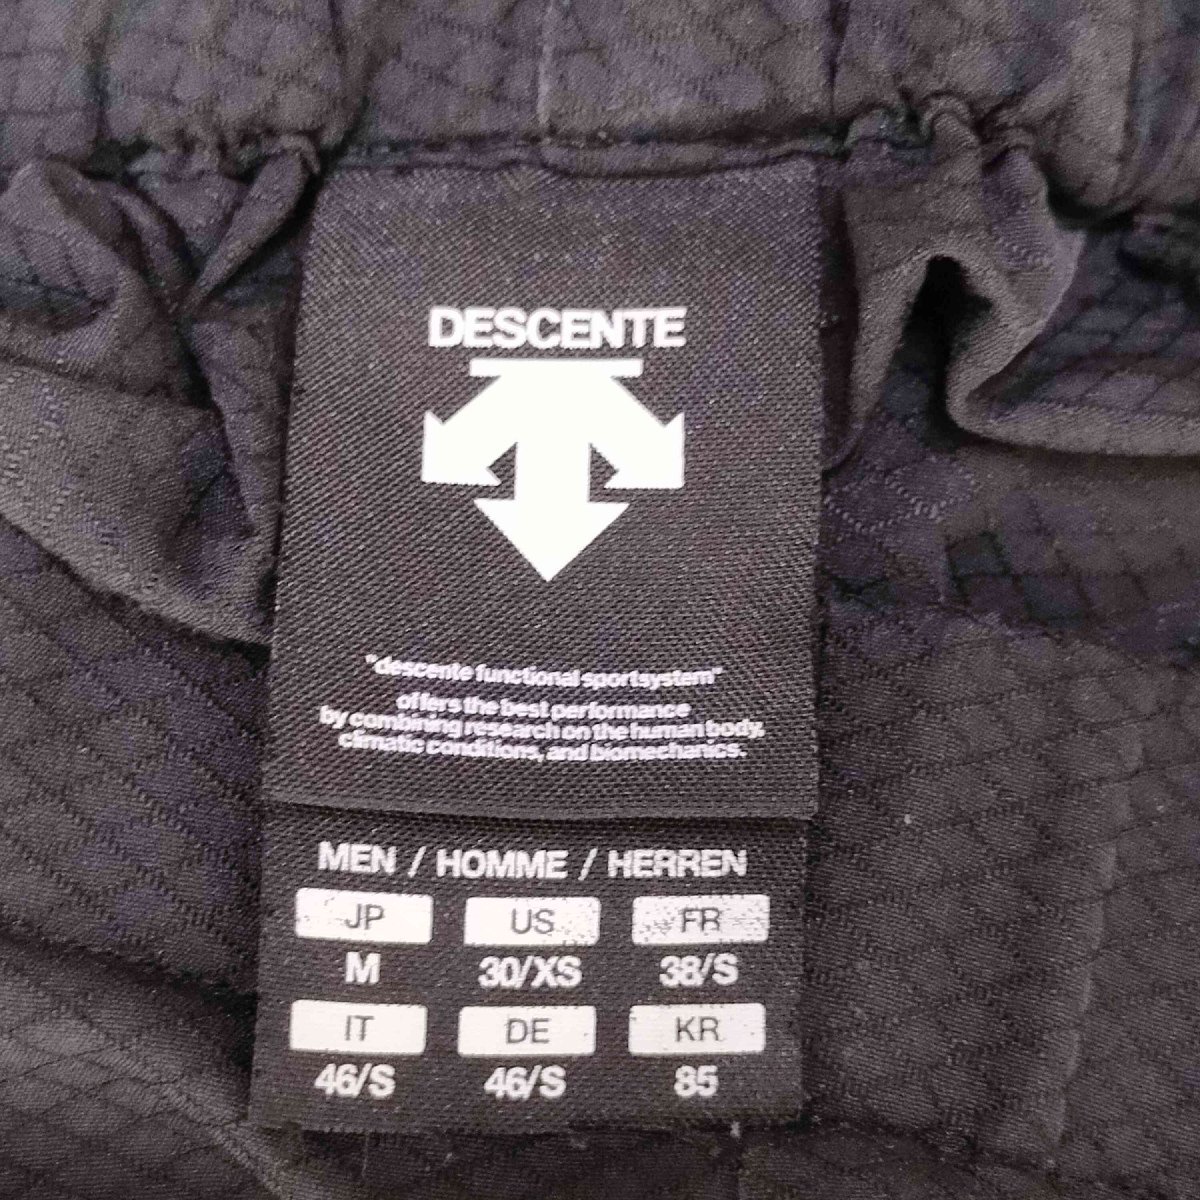 DESCENTE
"descente functional sportsystem"
offers the best performance
by combining research on the human body,
climatic conditions, and biomechanics.
MEN / HOMME / HERREN
JP US FR
M 30/XS 38/S
IT DE KR
46/S 46/S 85